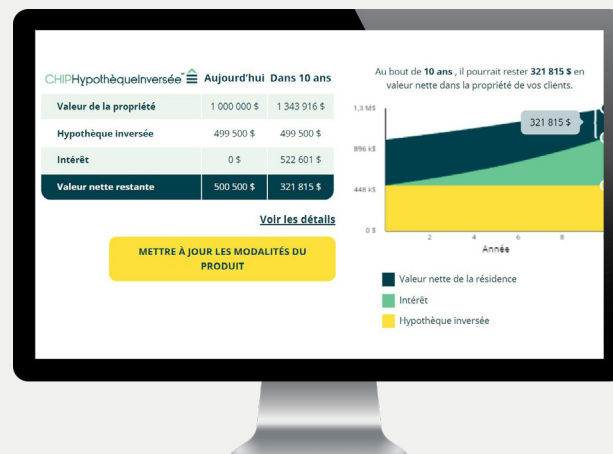 CHIPHypothèqueInversée™ Aujourd'hui Dans 10 ans
Valeur de la propriété 1 000 000 $ 1 343 916 $
Hypothèque inversée 499 500 $ 499 500 $
Intérêt 0 $ 522 601 $
Valeur nette restante 500 500 $ 321 815 $
Voir les détails
METTRE À JOUR LES MODALITÉS DU
PRODUIT
Au bout de 10 ans , il pourrait rester 321 815 $ en
valeur nette dans la propriété de vos clients.
1,3 M$
321 815 $
896 k$
448 k$
0 $
2 4 6 8
Année
Valeur nette de la résidence
Intérêt
Hypothèque inversée